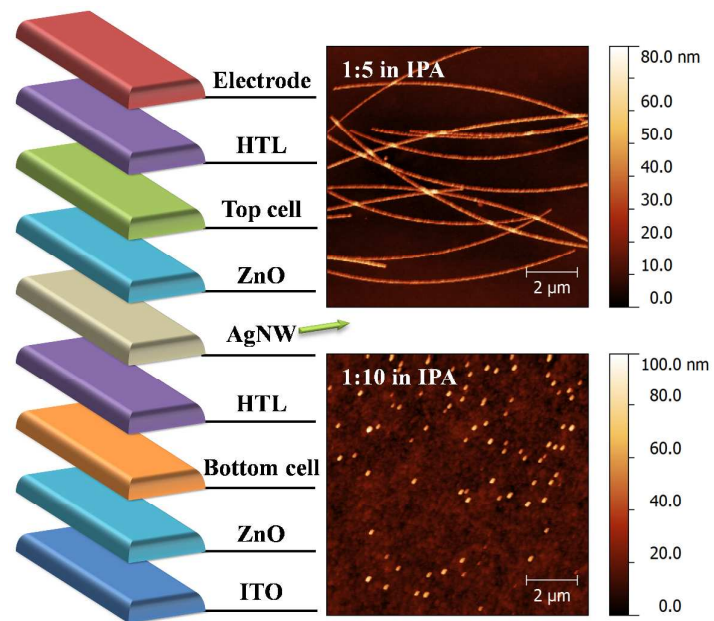 Electrode
HTL
Top cell
ZnO
AgNW
HTL
Bottom cell
ZnO
ITO
1:5 in IPA
2 µm
80.0 nm
60.0
50.0
40.0
30.0
20.0
10.0
0.0
1:10 in IPA
2 µm
100.0 nm
80.0
60.0
40.0
20.0
0.0